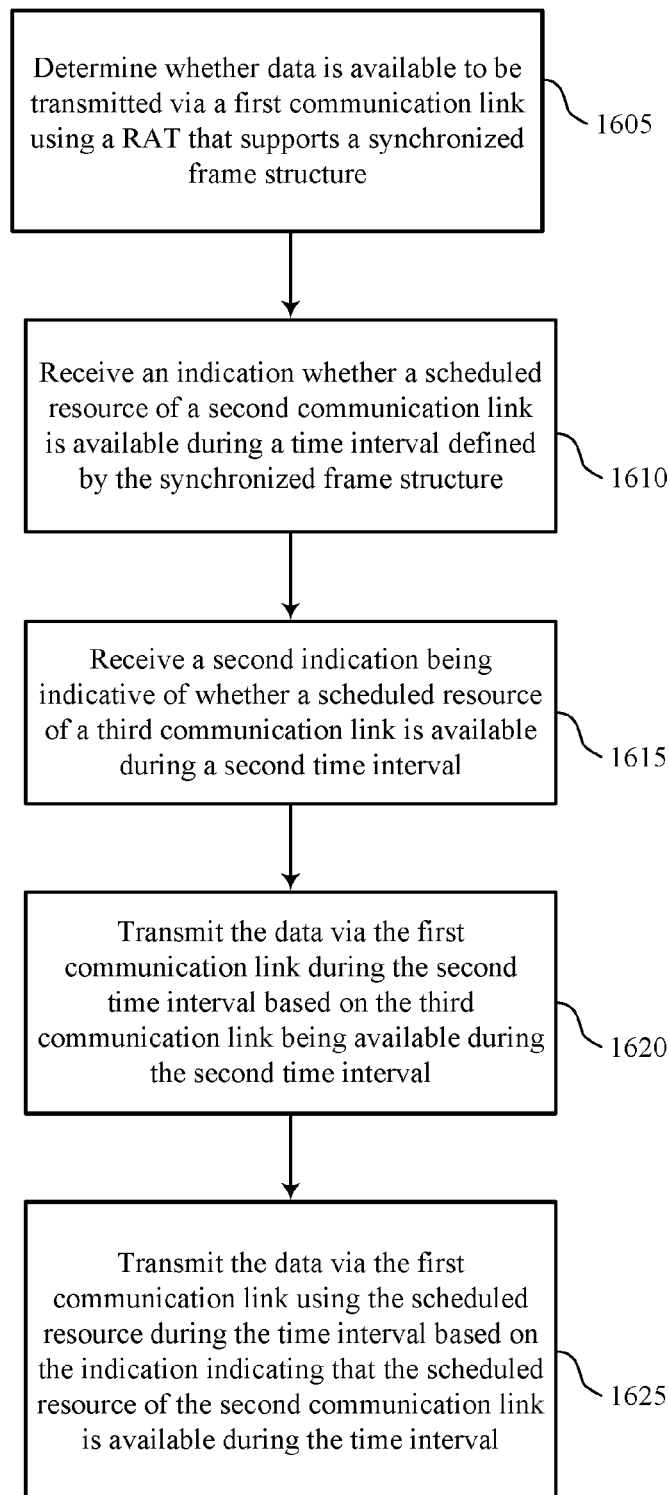 Determine whether data is available to be
transmitted via a first communication link
using a RAT that supports a synchronized
frame structure
1605
Receive an indication whether a scheduled
resource of a second communication link
is available during a time interval defined
by the synchronized frame structure
1610
Receive a second indication being
indicative of whether a scheduled resource
of a third communication link is available
during a second time interval
1615
Transmit the data via the first
communication link during the second
time interval based on the third
communication link being available during
the second time interval
1620
Transmit the data via the first
communication link using the scheduled
resource during the time interval based on
the indication indicating that the scheduled
resource of the second communication link
is available during the time interval
1625